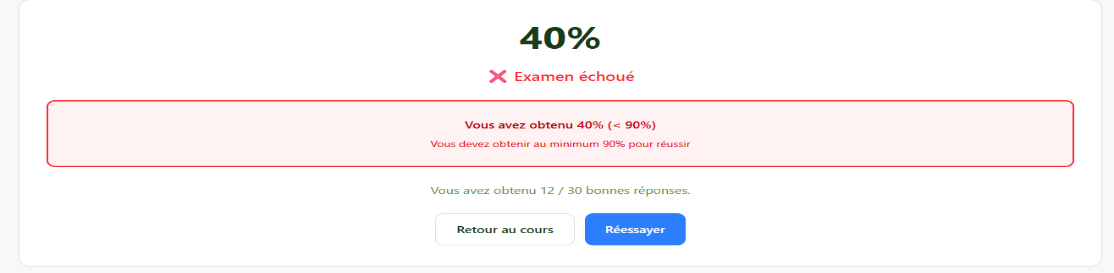 40%
❌ Examen échoué
Vous avez obtenu 40% (< 90%)
Vous devez obtenir au minimum 90% pour réussir
Vous avez obtenu 12 / 30 bonnes réponses.
Retour au cours
Réessayer